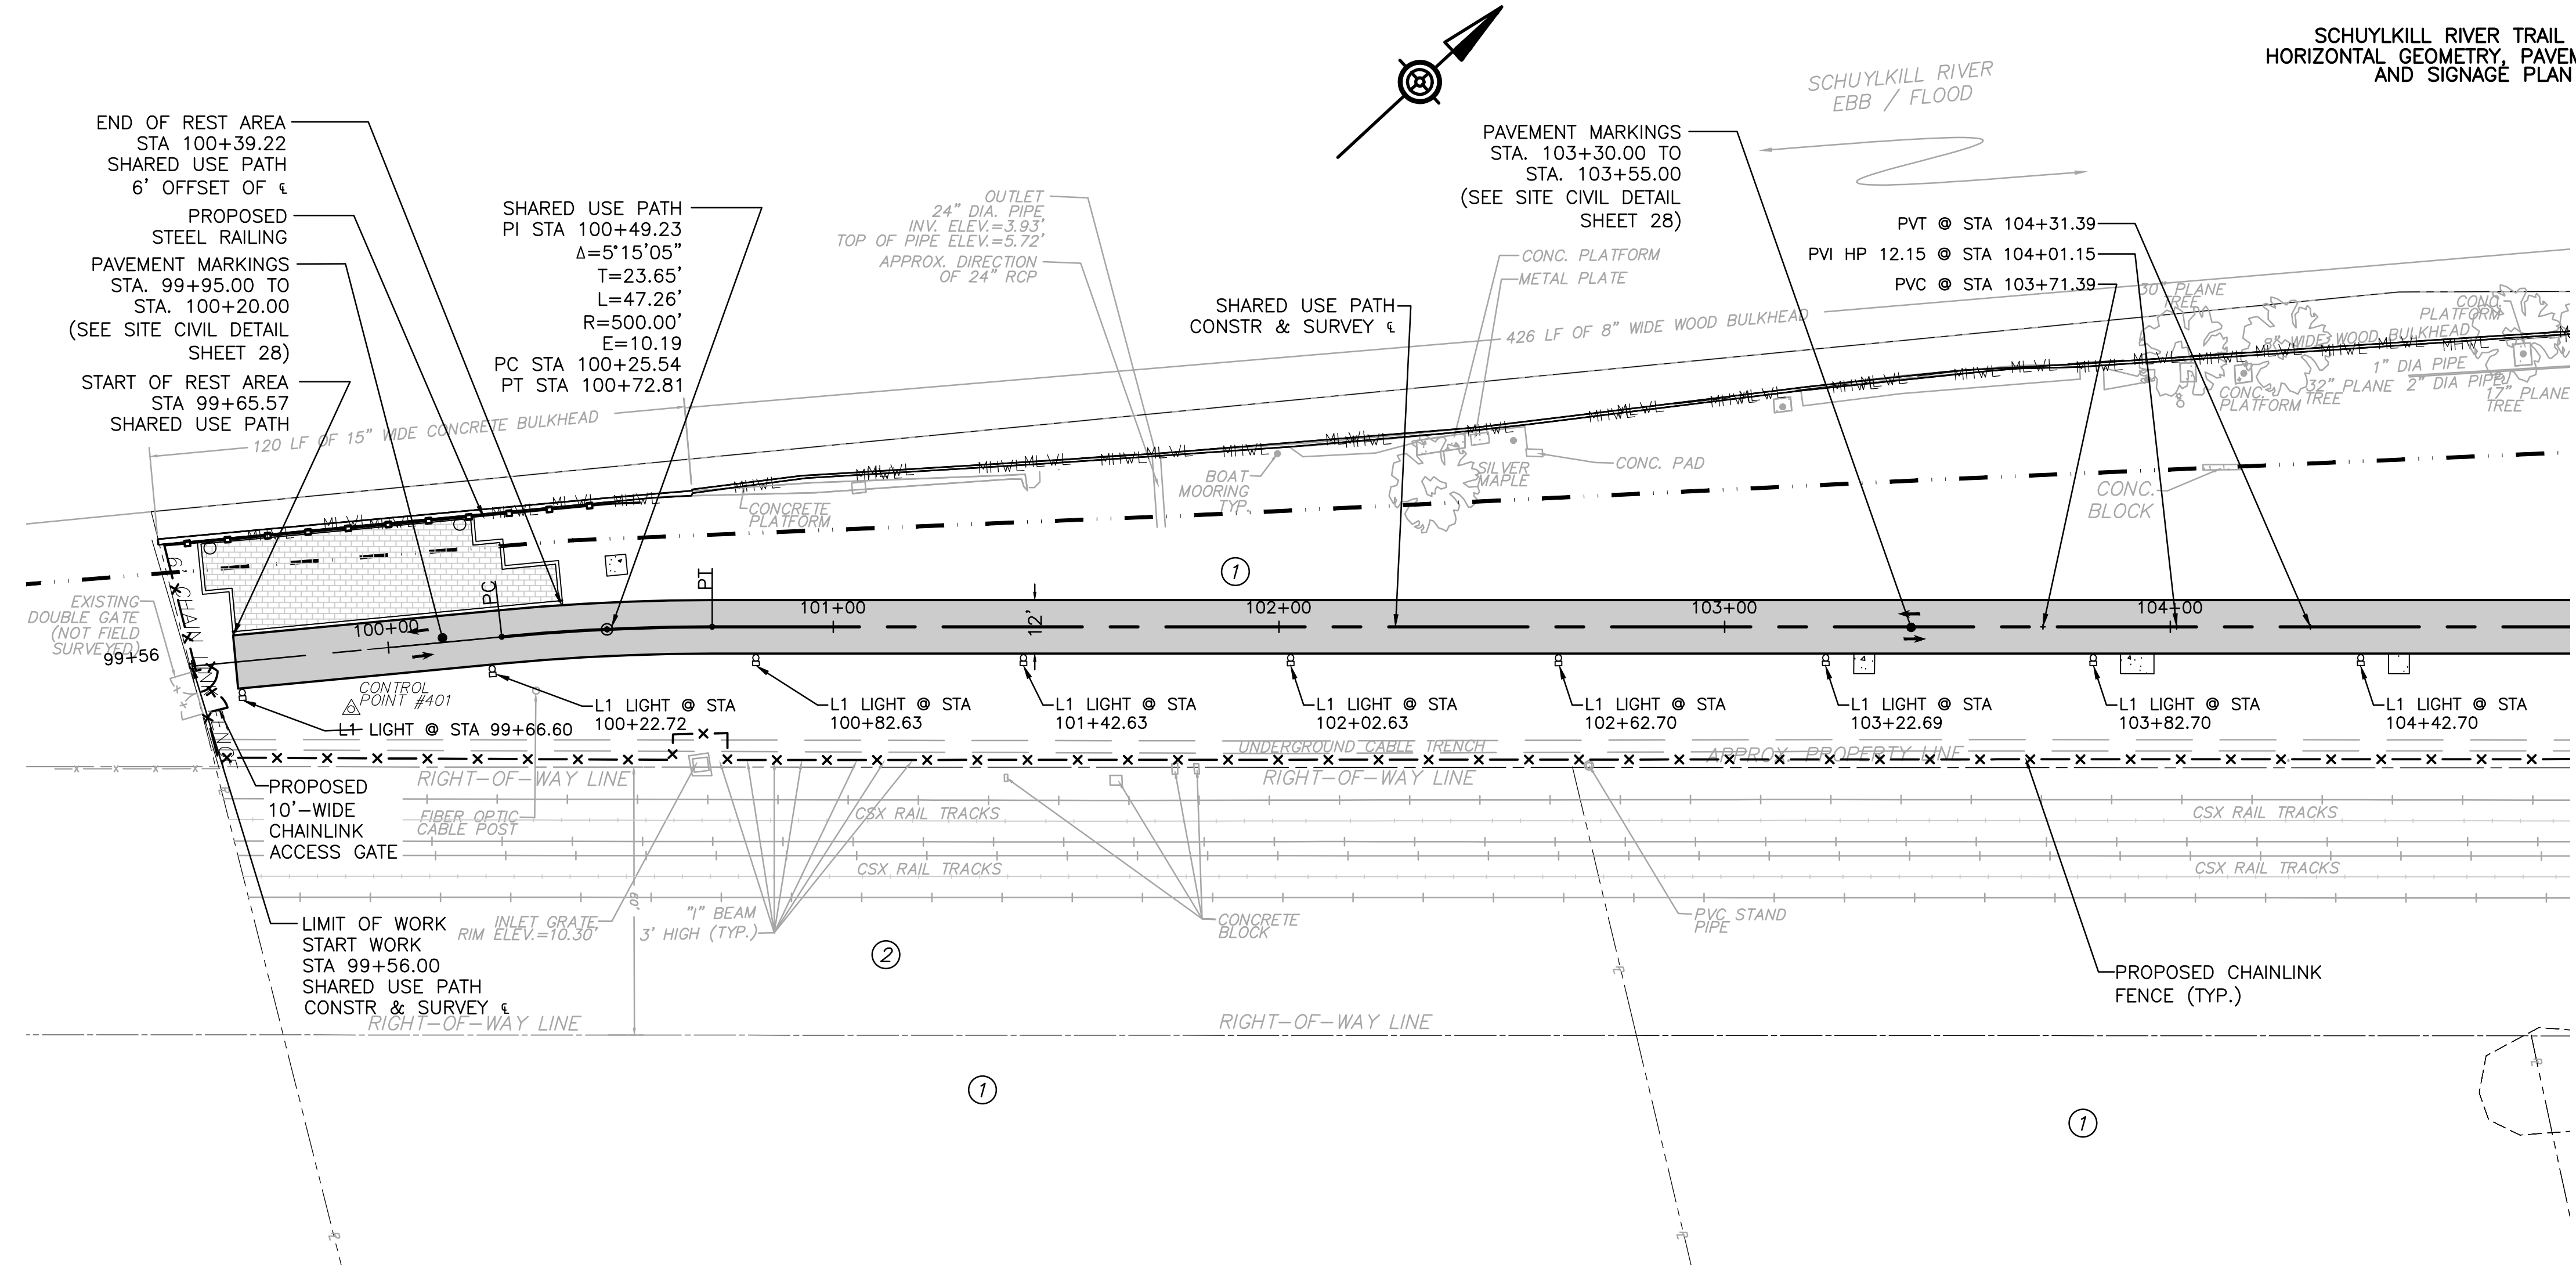 SCHUYLKILL RIVER TRAIL
HORIZONTAL GEOMETRY, PAVEM
AND SIGNAGE PLAN
SCHUYLKILL RIVER
EBB / FLOOD
END OF REST AREA
STA 100+39.22
SHARED USE PATH
6' OFFSET OF ℄
PROPOSED
STEEL RAILING
PAVEMENT MARKINGS
STA. 99+95.00 TO
STA. 100+20.00
(SEE SITE CIVIL DETAIL
SHEET 28)
START OF REST AREA
STA 99+65.57
SHARED USE PATH
SHARED USE PATH
PI STA 100+49.23
Δ=5°15'05"
T=23.65'
L=47.26'
R=500.00'
E=10.19
PC STA 100+25.54
PT STA 100+72.81
OUTLET
24" DIA. PIPE
INV. ELEV.=3.93'
TOP OF PIPE ELEV.=5.72'
APPROX. DIRECTION
OF 24" RCP
SHARED USE PATH
CONSTR & SURVEY ℄
PAVEMENT MARKINGS
STA. 103+30.00 TO
STA. 103+55.00
(SEE SITE CIVIL DETAIL
SHEET 28)
CONC. PLATFORM
METAL PLATE
PVT @ STA 104+31.39
PVI HP 12.15 @ STA 104+01.15
PVC @ STA 103+71.39
30" PLANE
TREE
CONC.
PLATFORM
8" WIDE WOOD BULKHEAD
1" DIA PIPE
2" DIA PIPE
32" PLANE
TREE
CONC.
PLATFORM
17" PLANE
TREE
120 LF OF 15" WIDE CONCRETE BULKHEAD
426 LF OF 8" WIDE WOOD BULKHEAD
MLWL
MHWL
MHWL
MLWL
MHWL
MLWL
MHWL
MLWL
MHWL
MLWL
MHWL
CONCRETE
PLATFORM
BOAT
MOORING
TYP.
SILVER
MAPLE
CONC. PAD
CONC.
BLOCK
6' CHAIN LINK FENCE
EXISTING
DOUBLE GATE
(NOT FIELD
SURVEYED)
99+56
PC
PT
12'
100+00
101+00
102+00
103+00
104+00
1
CONTROL
POINT #401
L1 LIGHT @ STA 99+66.60
L1 LIGHT @ STA
100+22.72
L1 LIGHT @ STA
100+82.63
L1 LIGHT @ STA
101+42.63
L1 LIGHT @ STA
102+02.63
L1 LIGHT @ STA
102+62.70
L1 LIGHT @ STA
103+22.69
L1 LIGHT @ STA
103+82.70
L1 LIGHT @ STA
104+42.70
UNDERGROUND CABLE TRENCH
APPROX. PROPERTY LINE
RIGHT-OF-WAY LINE
RIGHT-OF-WAY LINE
PROPOSED
10'-WIDE
CHAINLINK
ACCESS GATE
FIBER OPTIC
CABLE POST
CSX RAIL TRACKS
CSX RAIL TRACKS
CSX RAIL TRACKS
CSX RAIL TRACKS
60'
LIMIT OF WORK
START WORK
STA 99+56.00
SHARED USE PATH
CONSTR & SURVEY ℄
INLET GRATE
RIM ELEV.=10.30'
"I" BEAM
3' HIGH (TYP.)
CONCRETE
BLOCK
PVC STAND
PIPE
2
PROPOSED CHAINLINK
FENCE (TYP.)
RIGHT-OF-WAY LINE
RIGHT-OF-WAY LINE
1
1